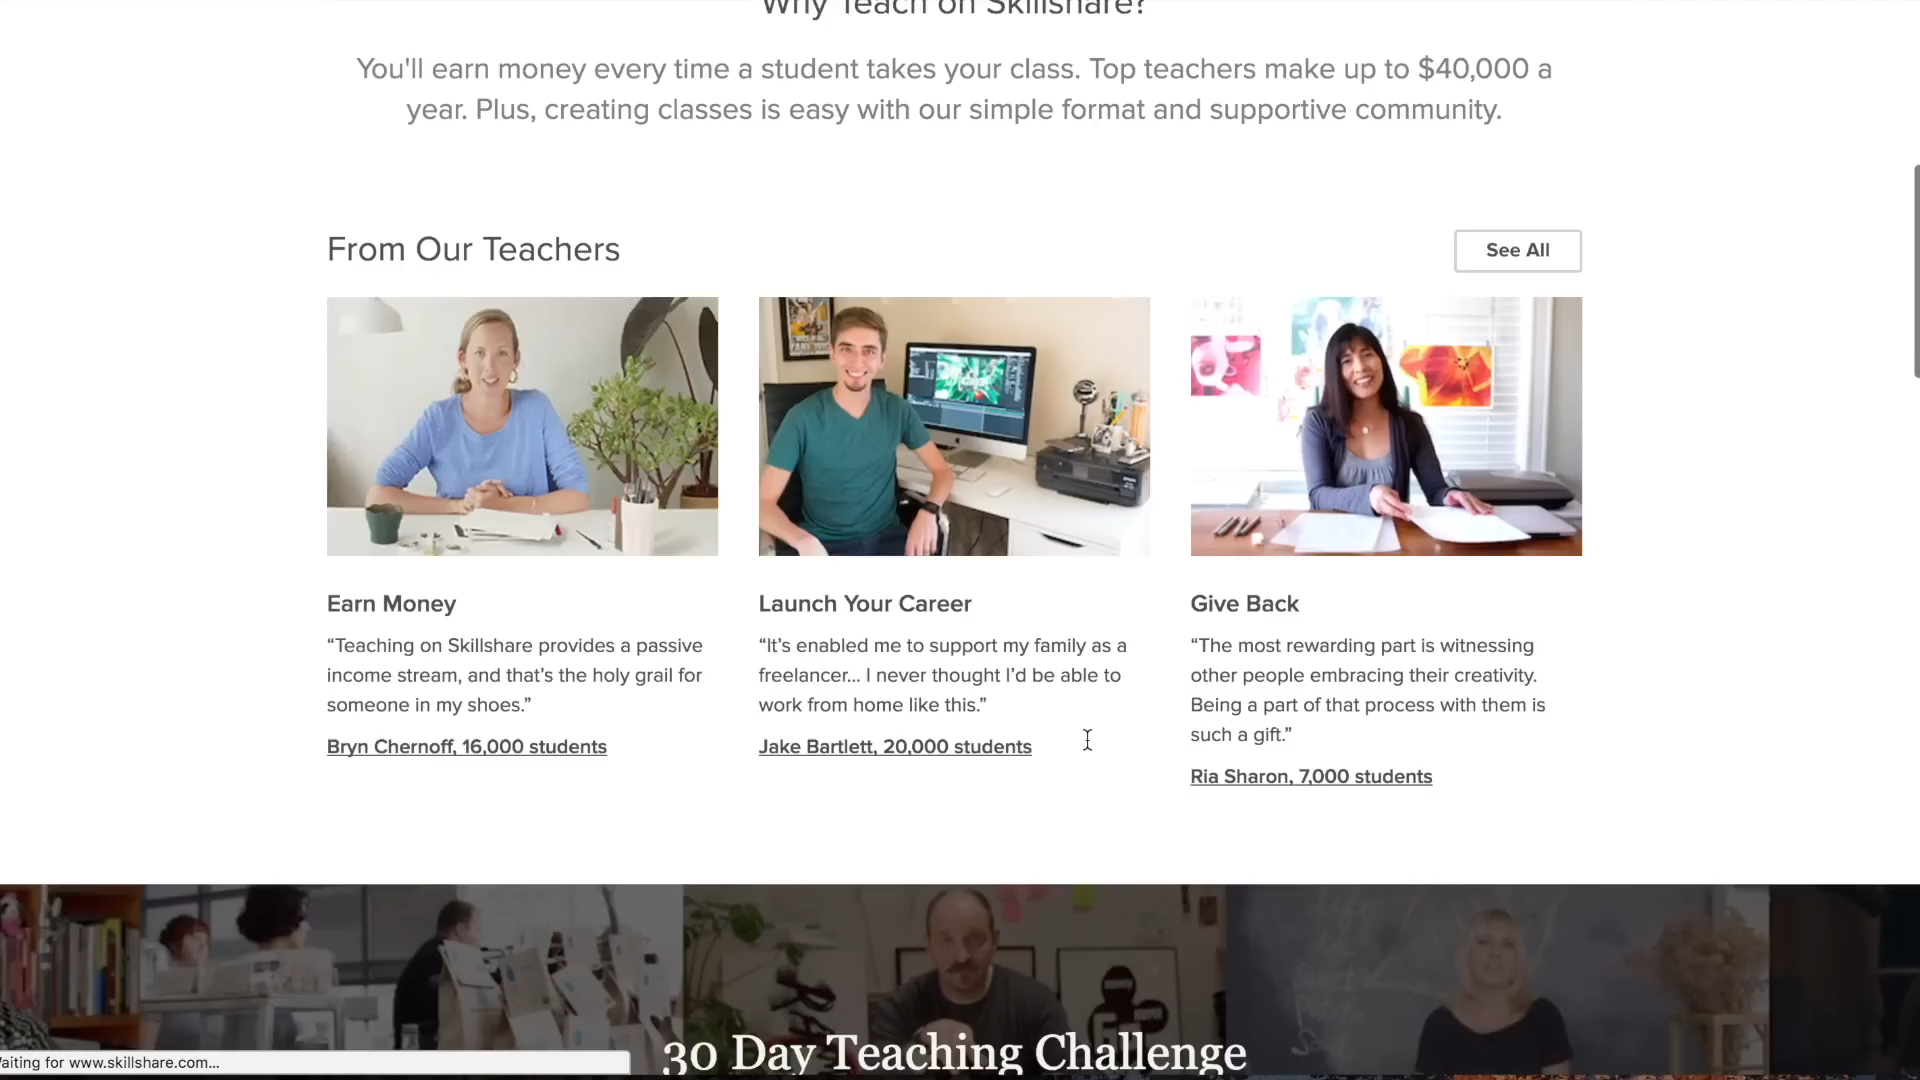 Why Teach on Skillshare?
You'll earn money every time a student takes your class. Top teachers make up to $40,000 a
year. Plus, creating classes is easy with our simple format and supportive community.
From Our Teachers
See All
Earn Money
“Teaching on Skillshare provides a passive
income stream, and that’s the holy grail for
someone in my shoes.”
Bryn Chernoff, 16,000 students
Launch Your Career
“It’s enabled me to support my family as a
freelancer... I never thought I’d be able to
work from home like this.”
Jake Bartlett, 20,000 students
Give Back
“The most rewarding part is witnessing
other people embracing their creativity.
Being a part of that process with them is
such a gift.”
Ria Sharon, 7,000 students
30 Day Teaching Challenge
aiting for www.skillshare.com...